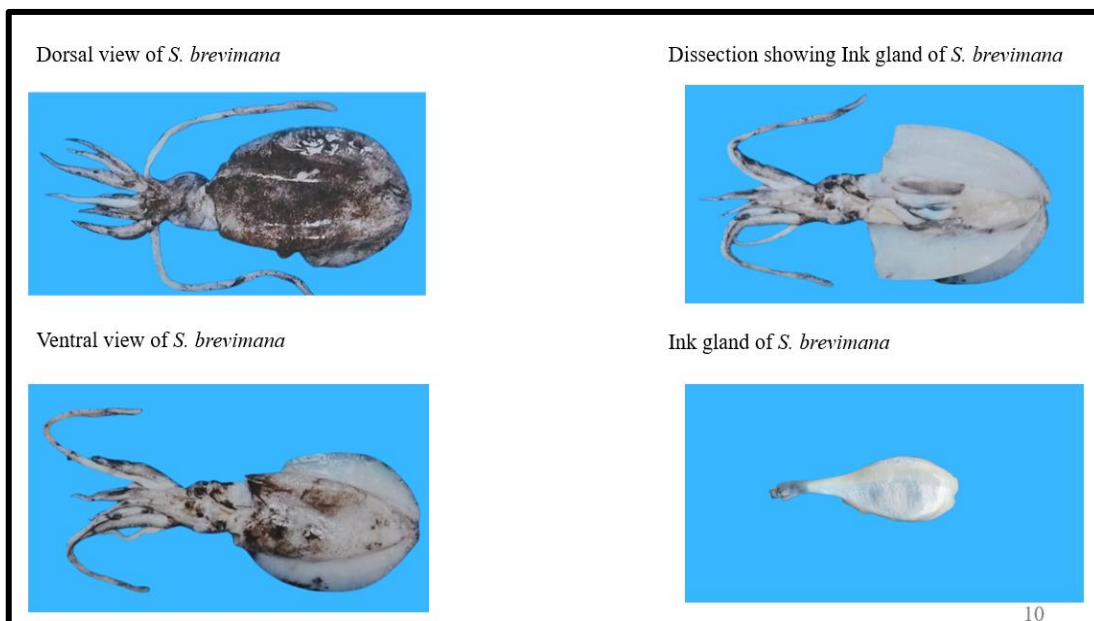 Dorsal view of S. brevimana
Dissection showing Ink gland of S. brevimana
Ventral view of S. brevimana
Ink gland of S. brevimana
10